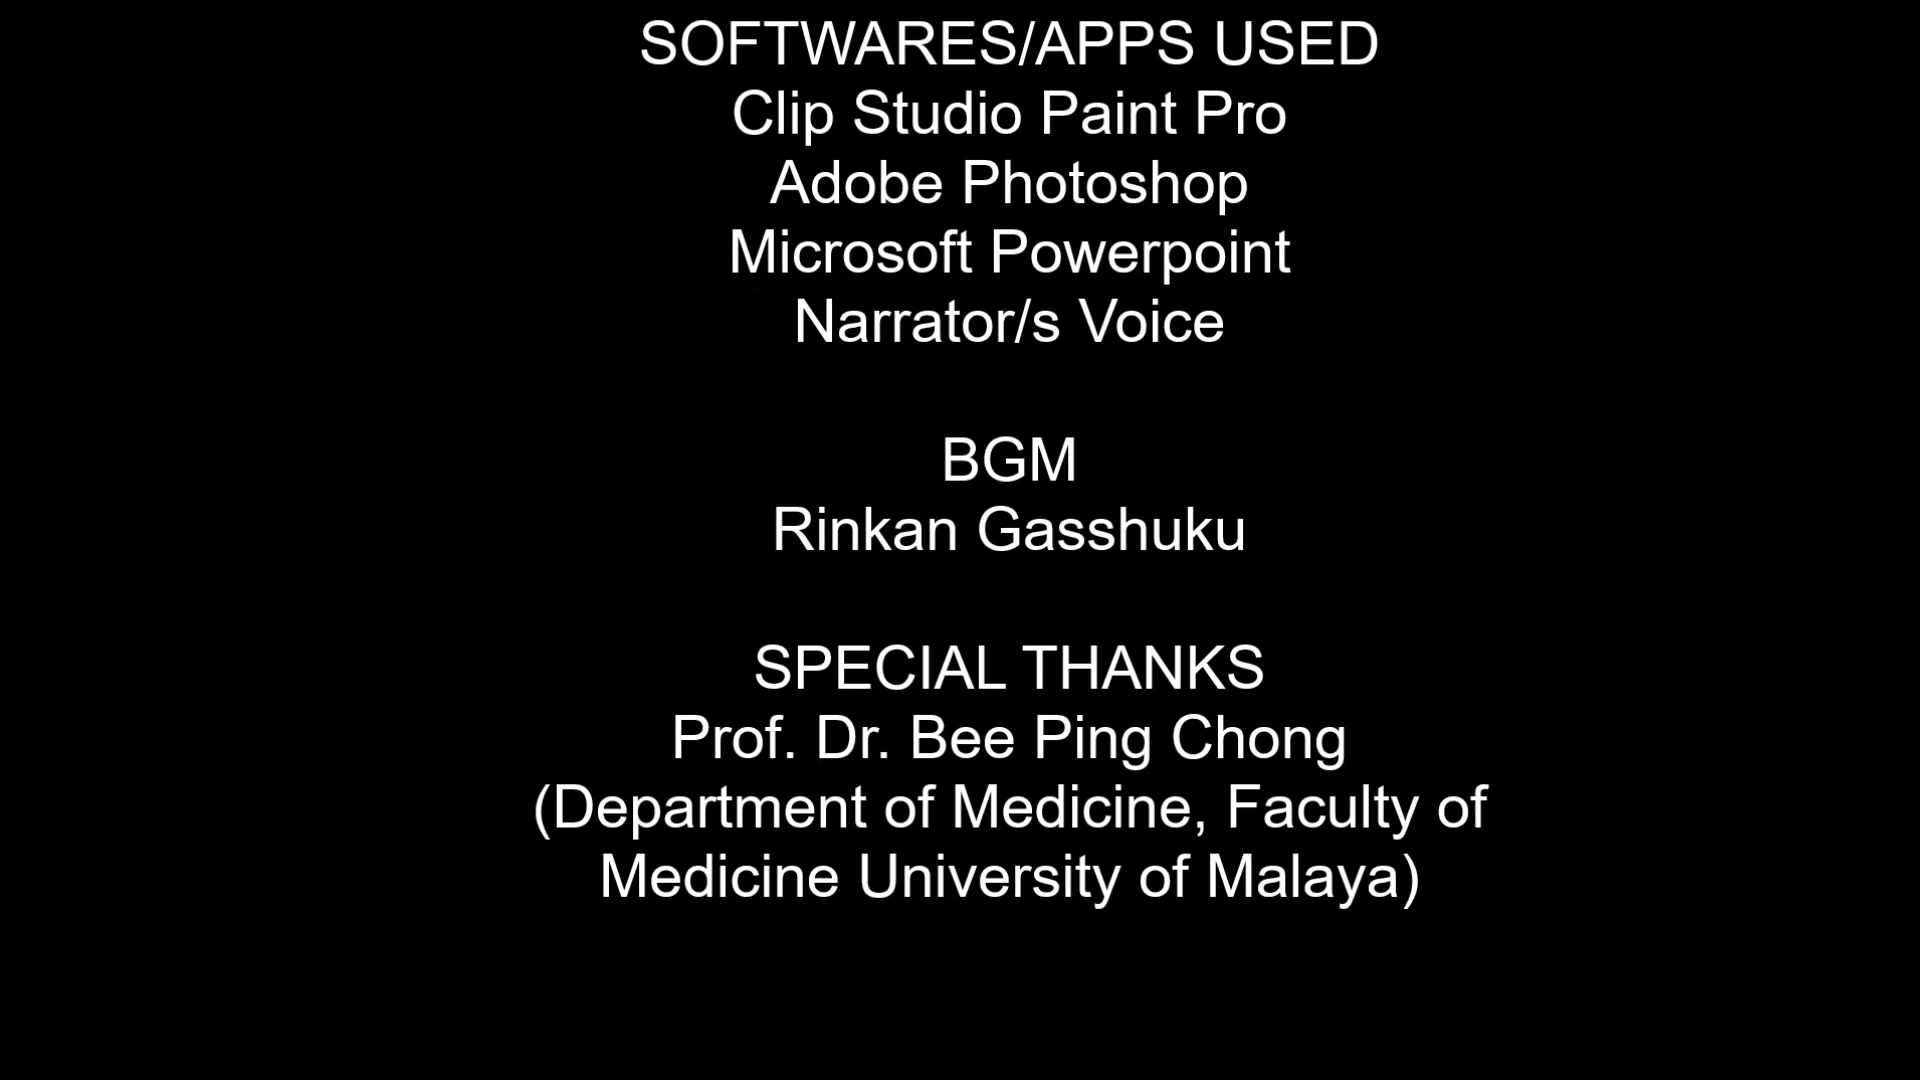 SOFTWARES/APPS USED
Clip Studio Paint Pro
Adobe Photoshop
Microsoft Powerpoint
Narrator/s Voice
BGM
Rinkan Gasshuku
SPECIAL THANKS
Prof. Dr. Bee Ping Chong
(Department of Medicine, Faculty of
Medicine University of Malaya)